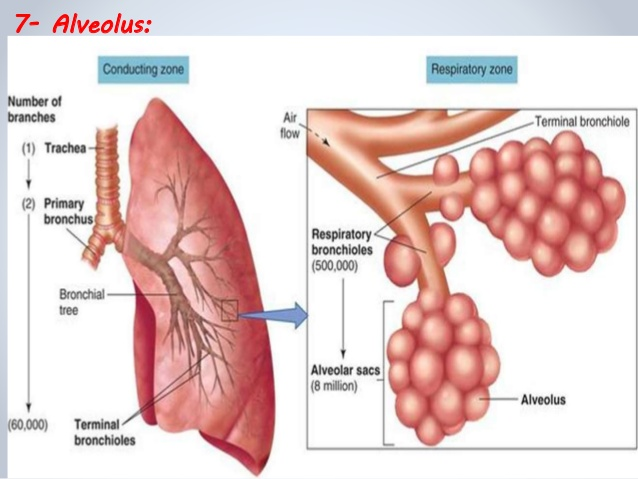 7- Alveolus:
Conducting zone
Respiratory zone
Number of
branches
(1) Trachea
(2) Primary
bronchus
Bronchial
tree
(60,000)
Terminal
bronchioles
Air
flow
Terminal bronchiole
Respiratory
bronchioles
(500,000)
Alveolar sacs
(8 million)
Alveolus